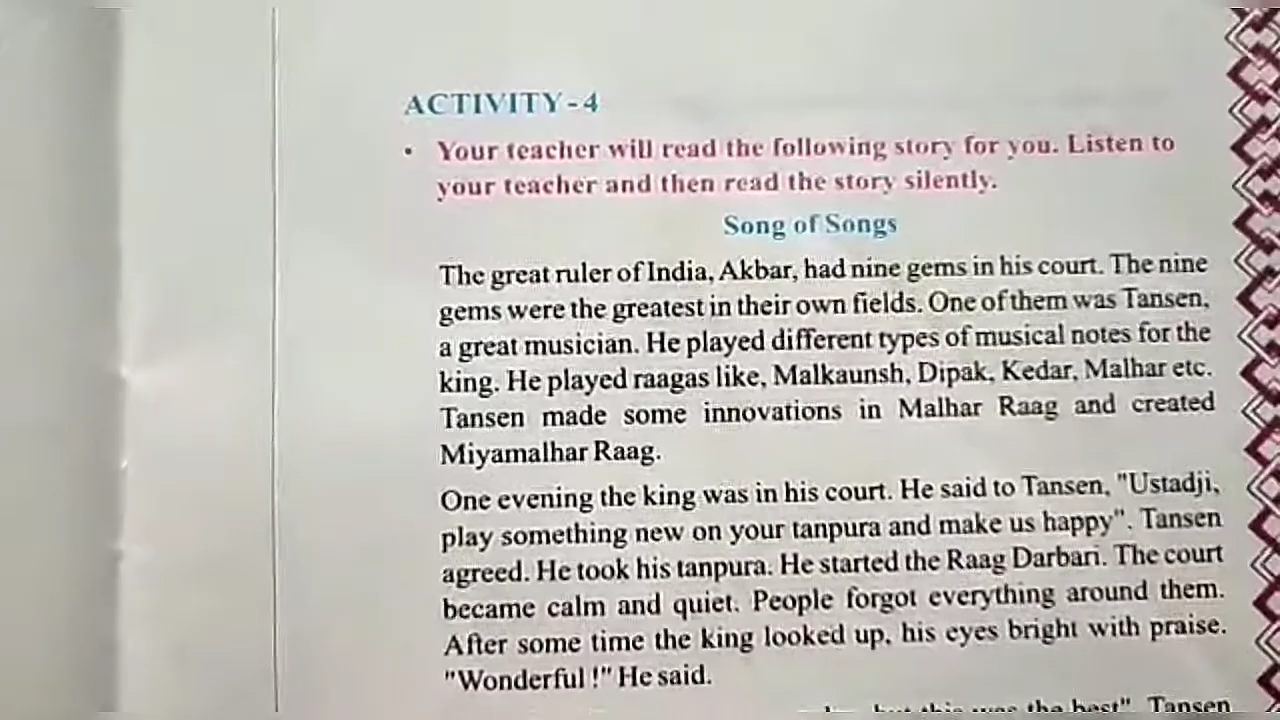 ACTIVITY - 4
• Your teacher will read the following story for you. Listen to
your teacher and then read the story silently.
Song of Songs
The great ruler of India, Akbar, had nine gems in his court. The nine
gems were the greatest in their own fields. One of them was Tansen,
a great musician. He played different types of musical notes for the
king. He played raagas like, Malkaunsh, Dipak, Kedar, Malhar etc.
Tansen made some innovations in Malhar Raag and created
Miyamalhar Raag.
One evening the king was in his court. He said to Tansen, "Ustadji,
play something new on your tanpura and make us happy". Tansen
agreed. He took his tanpura. He started the Raag Darbari. The court
became calm and quiet. People forgot everything around them.
After some time the king looked up, his eyes bright with praise.
"Wonderful !" He said.
but this was the best". Tansen